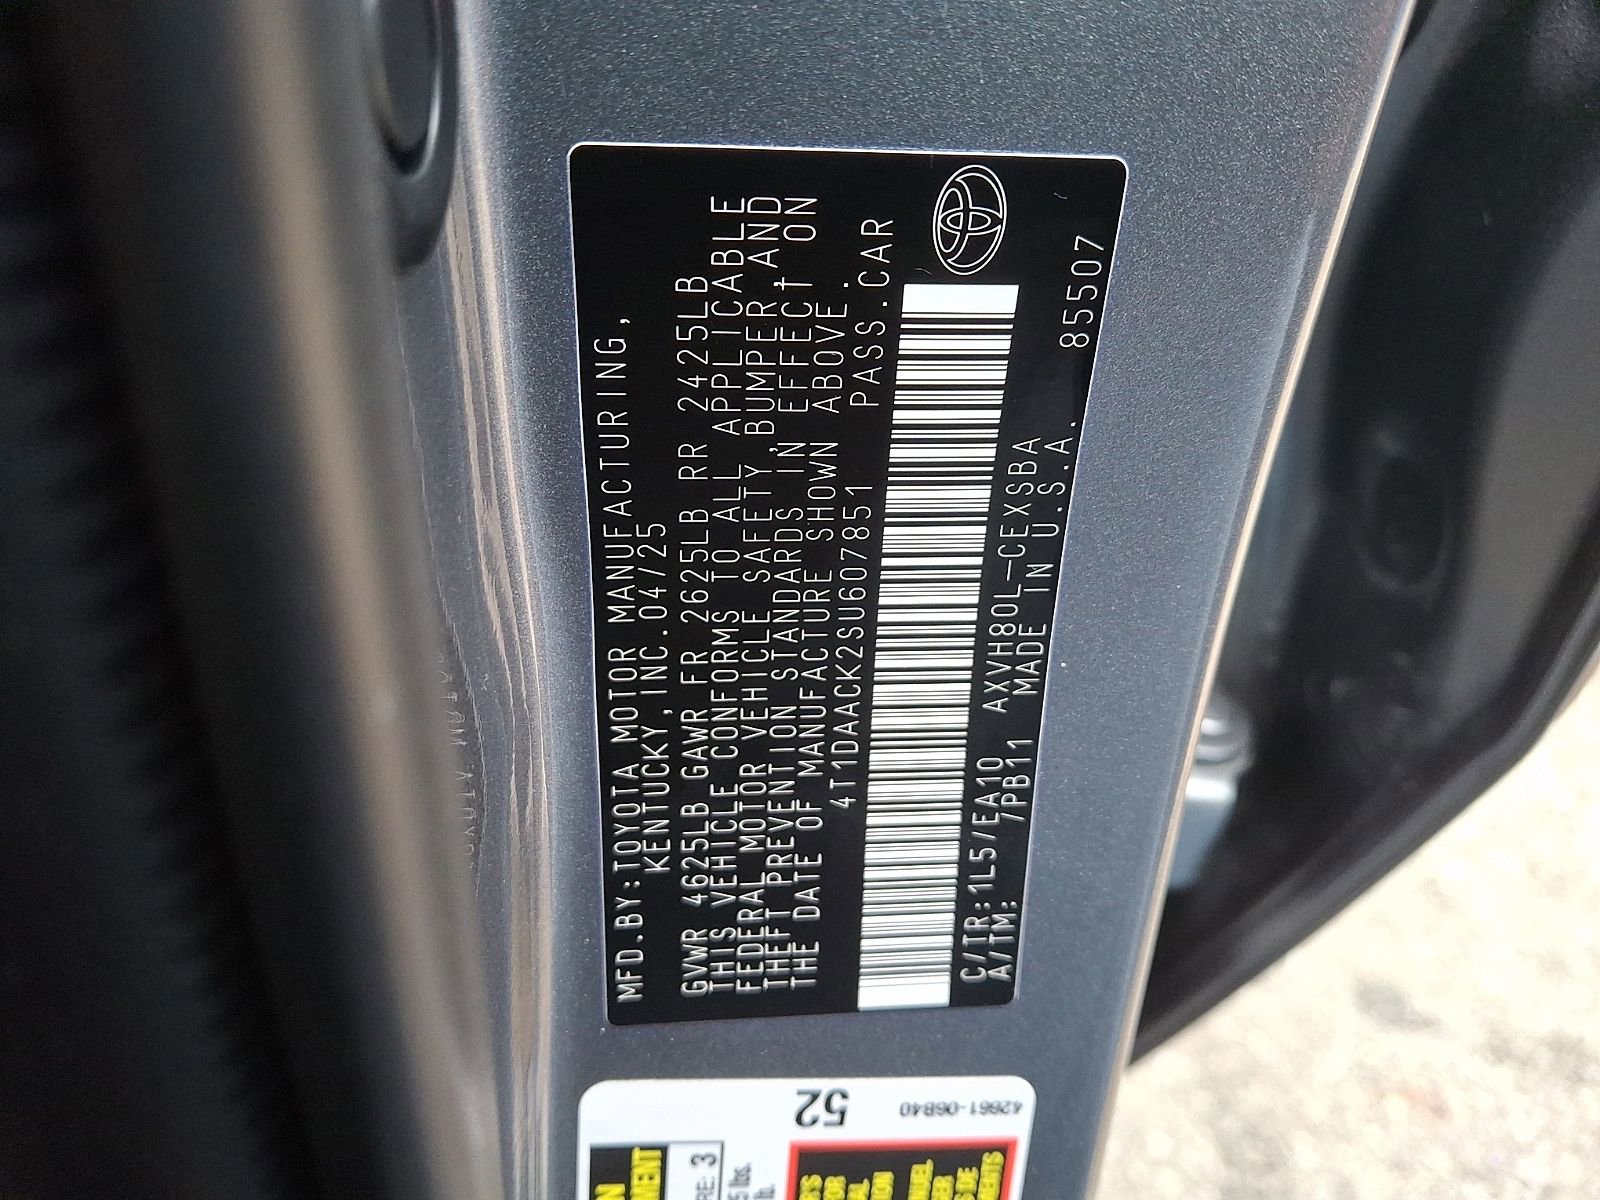 MFD.BY:TOYOTA MOTOR MANUFACTURING,
KENTUCKY,INC.04/25
GVWR 4625LB GAWR FR 2625LB RR 2425LB
THIS VEHICLE CONFORMS TO ALL APPLICABLE
FEDERAL MOTOR VEHICLE SAFETY,BUMPER,AND
THEFT PREVENTION STANDARDS IN EFFECT ON
THE DATE OF MANUFACTURE SHOWN ABOVE.
4T1DAACK2SU607851 PASS.CAR
C/TR:1L5/EA10 AXVH80L-CEXSBA
A/TM: /PB11 MADE IN U.S.A. 85507
52
42661-06B40
3